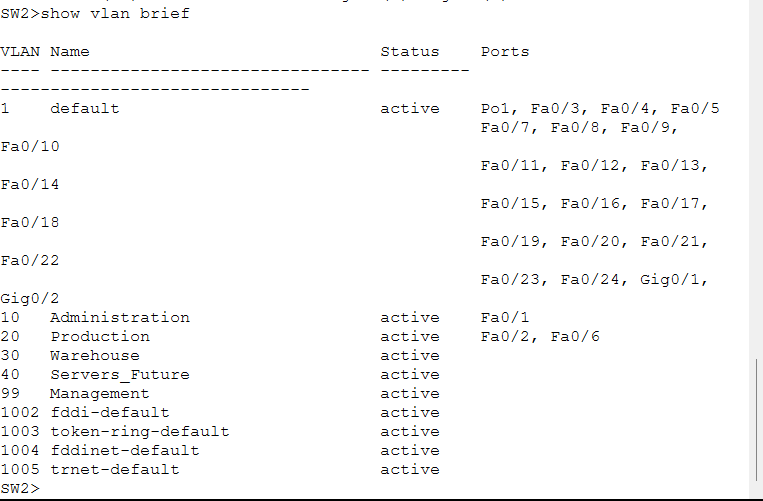 SW2>show vlan brief
VLAN Name                             Status    Ports
---- -------------------------------- ---------
-------------------------------
1    default                          active    Po1, Fa0/3, Fa0/4, Fa0/5
                                                Fa0/7, Fa0/8, Fa0/9,
Fa0/10
                                                Fa0/11, Fa0/12, Fa0/13,
Fa0/14
                                                Fa0/15, Fa0/16, Fa0/17,
Fa0/18
                                                Fa0/19, Fa0/20, Fa0/21,
Fa0/22
                                                Fa0/23, Fa0/24, Gig0/1,
Gig0/2
10   Administration                   active    Fa0/1
20   Production                       active    Fa0/2, Fa0/6
30   Warehouse                        active
40   Servers_Future                   active
99   Management                       active
1002 fddi-default                     active
1003 token-ring-default               active
1004 fddinet-default                  active
1005 trnet-default                    active
SW2>